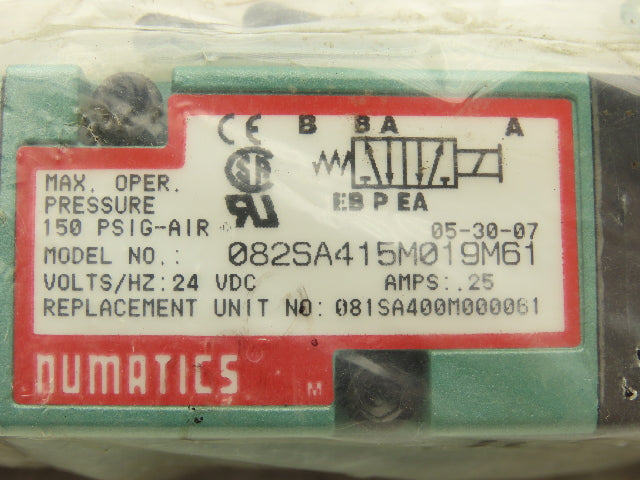 CE B BA A
SA
EB P EA
MAX. OPER.
PRESSURE
150 PSIG-AIR 05-30-07
MODEL NO.: 082SA415M019M61
VOLTS/HZ: 24 VDC AMPS: .25
REPLACEMENT UNIT NO: 081SA400M000061
NUMATICS M